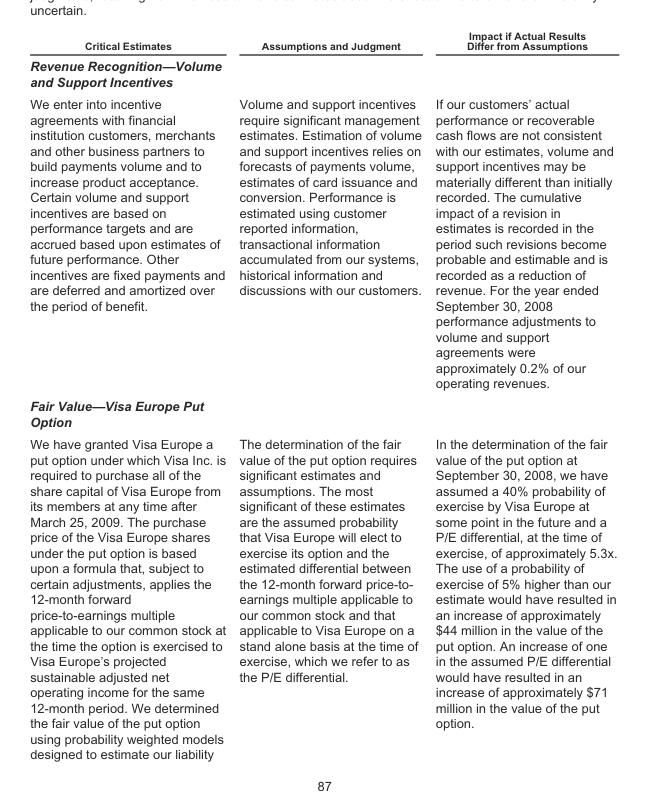 uncertain.
Critical Estimates
Assumptions and Judgment
Impact if Actual Results
Differ from Assumptions
Revenue Recognition—Volume
and Support Incentives
We enter into incentive
agreements with financial
institution customers, merchants
and other business partners to
build payments volume and to
increase product acceptance.
Certain volume and support
incentives are based on
performance targets and are
accrued based upon estimates of
future performance. Other
incentives are fixed payments and
are deferred and amortized over
the period of benefit.
Volume and support incentives
require significant management
estimates. Estimation of volume
and support incentives relies on
forecasts of payments volume,
estimates of card issuance and
conversion. Performance is
estimated using customer
reported information,
transactional information
accumulated from our systems,
historical information and
discussions with our customers.
If our customers' actual
performance or recoverable
cash flows are not consistent
with our estimates, volume and
support incentives may be
materially different than initially
recorded. The cumulative
impact of a revision in
estimates is recorded in the
period such revisions become
probable and estimable and is
recorded as a reduction of
revenue. For the year ended
September 30, 2008
performance adjustments to
volume and support
agreements were
approximately 0.2% of our
operating revenues.
Fair Value—Visa Europe Put
Option
We have granted Visa Europe a
put option under which Visa Inc. is
required to purchase all of the
share capital of Visa Europe from
its members at any time after
March 25, 2009. The purchase
price of the Visa Europe shares
under the put option is based
upon a formula that, subject to
certain adjustments, applies the
12-month forward
price-to-earnings multiple
applicable to our common stock at
the time the option is exercised to
Visa Europe's projected
sustainable adjusted net
operating income for the same
12-month period. We determined
the fair value of the put option
using probability weighted models
designed to estimate our liability
The determination of the fair
value of the put option requires
significant estimates and
assumptions. The most
significant of these estimates
are the assumed probability
that Visa Europe will elect to
exercise its option and the
estimated differential between
the 12-month forward price-to-
earnings multiple applicable to
our common stock and that
applicable to Visa Europe on a
stand alone basis at the time of
exercise, which we refer to as
the P/E differential.
In the determination of the fair
value of the put option at
September 30, 2008, we have
assumed a 40% probability of
exercise by Visa Europe at
some point in the future and a
P/E differential, at the time of
exercise, of approximately 5.3x.
The use of a probability of
exercise of 5% higher than our
estimate would have resulted in
an increase of approximately
$44 million in the value of the
put option. An increase of one
in the assumed P/E differential
would have resulted in an
increase of approximately $71
million in the value of the put
option.
87